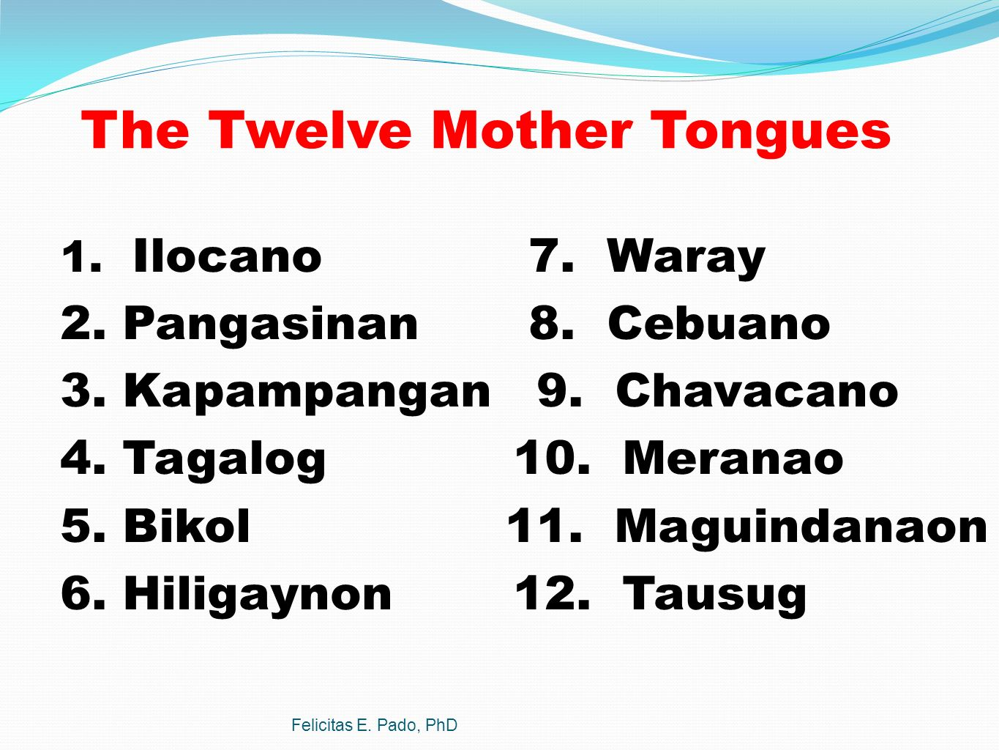 The Twelve Mother Tongues
1. Ilocano 7. Waray
2. Pangasinan 8. Cebuano
3. Kapampangan 9. Chavacano
4. Tagalog 10. Meranao
5. Bikol 11. Maguindanaon
6. Hiligaynon 12. Tausug
Felicitas E. Pado, PhD